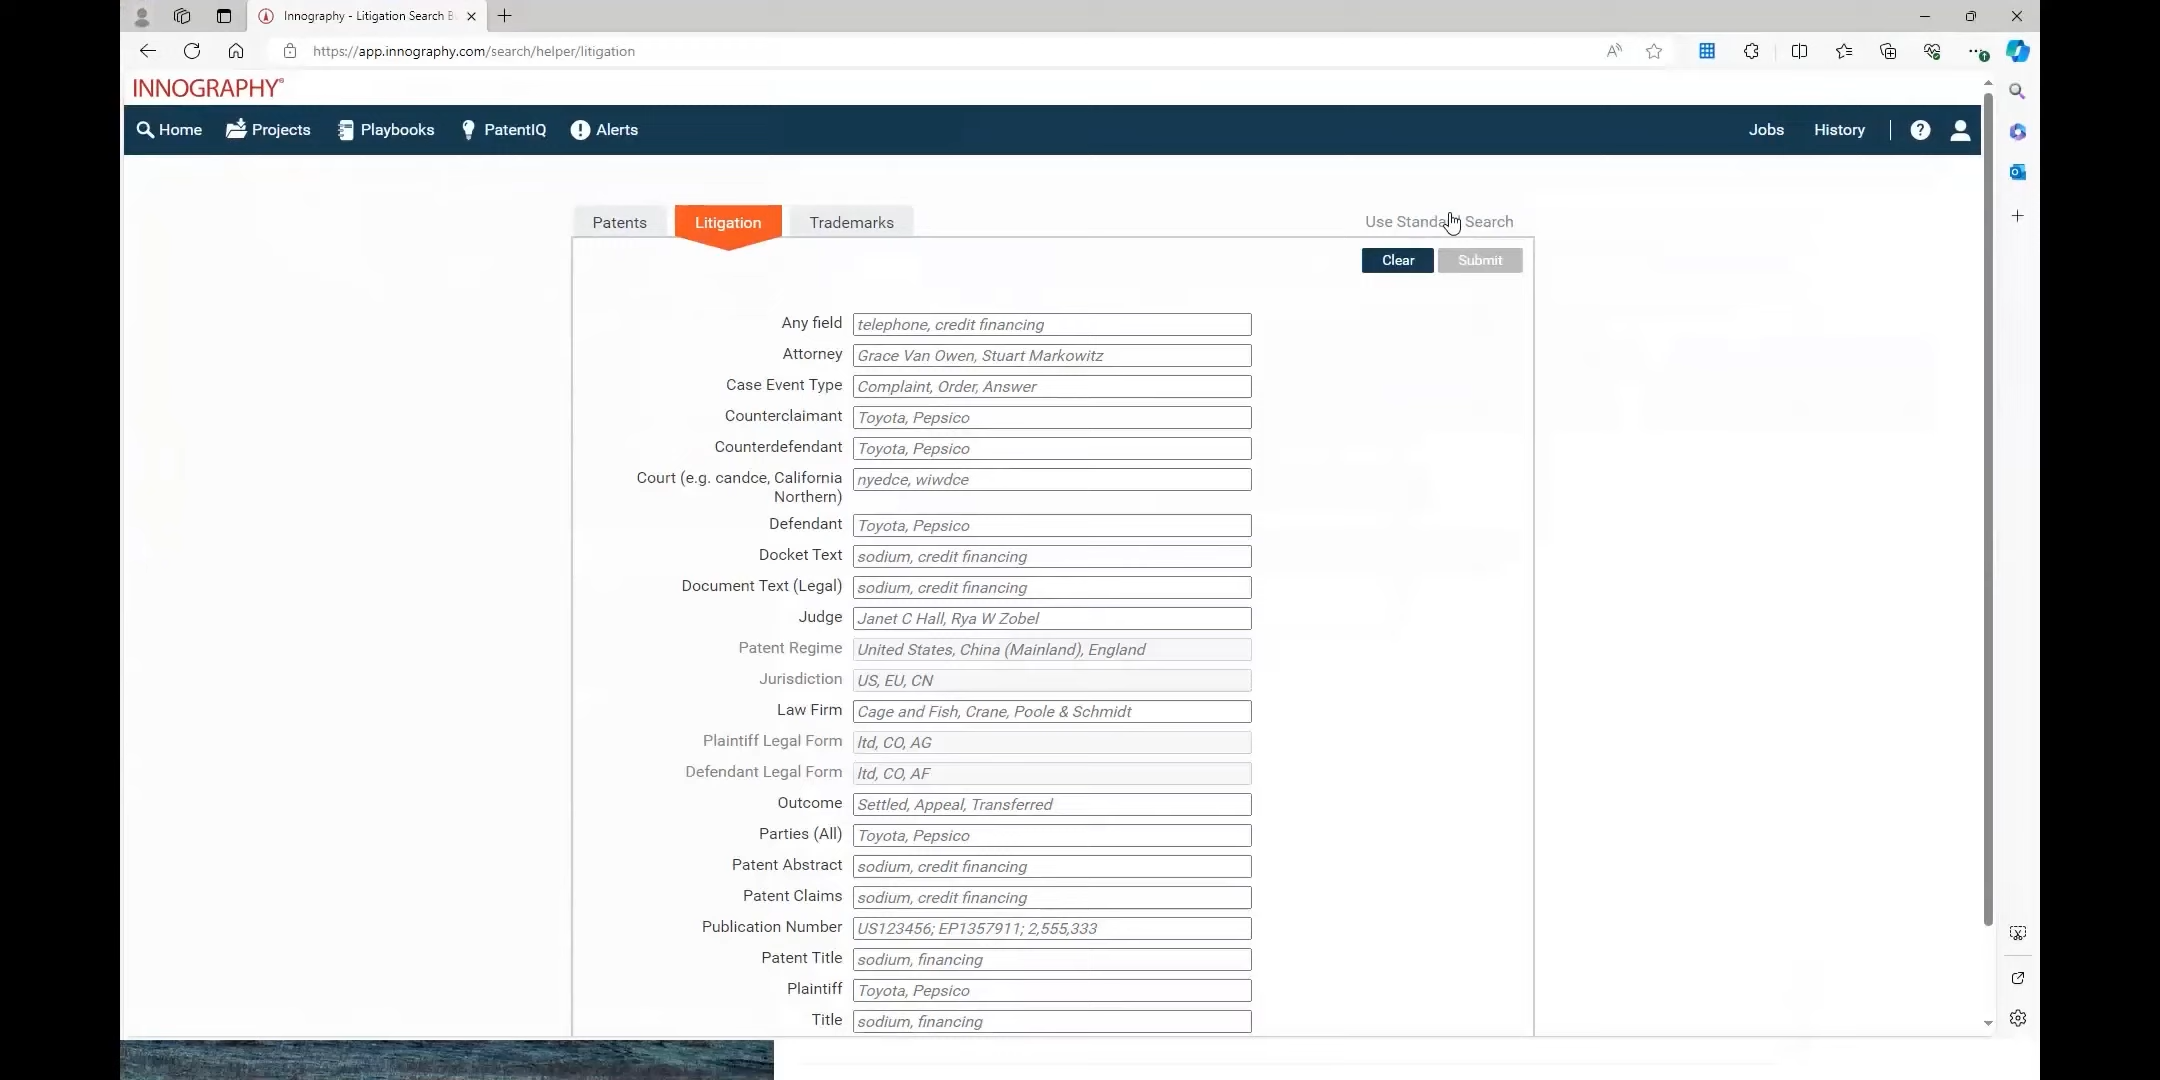 Innography - Litigation Search B
https://app.innography.com/search/helper/litigation
INNOGRAPHY®
Home Projects Playbooks PatentIQ Alerts Jobs History
Patents Litigation Trademarks Use Standa Search
Clear Submit
Any field telephone, credit financing
Attorney Grace Van Owen, Stuart Markowitz
Case Event Type Complaint, Order, Answer
Counterclaimant Toyota, Pepsico
Counterdefendant Toyota, Pepsico
Court (e.g. candce, California nyedce, wiwdce
Northern)
Defendant Toyota, Pepsico
Docket Text sodium, credit financing
Document Text (Legal) sodium, credit financing
Judge Janet C Hall, Rya W Zobel
Patent Regime United States, China (Mainland), England
Jurisdiction US, EU, CN
Law Firm Cage and Fish, Crane, Poole & Schmidt
Plaintiff Legal Form ltd, CO, AG
Defendant Legal Form ltd, CO, AF
Outcome Settled, Appeal, Transferred
Parties (All) Toyota, Pepsico
Patent Abstract sodium, credit financing
Patent Claims sodium, credit financing
Publication Number US123456; EP1357911; 2,555,333
Patent Title sodium, financing
Plaintiff Toyota, Pepsico
Title sodium, financing